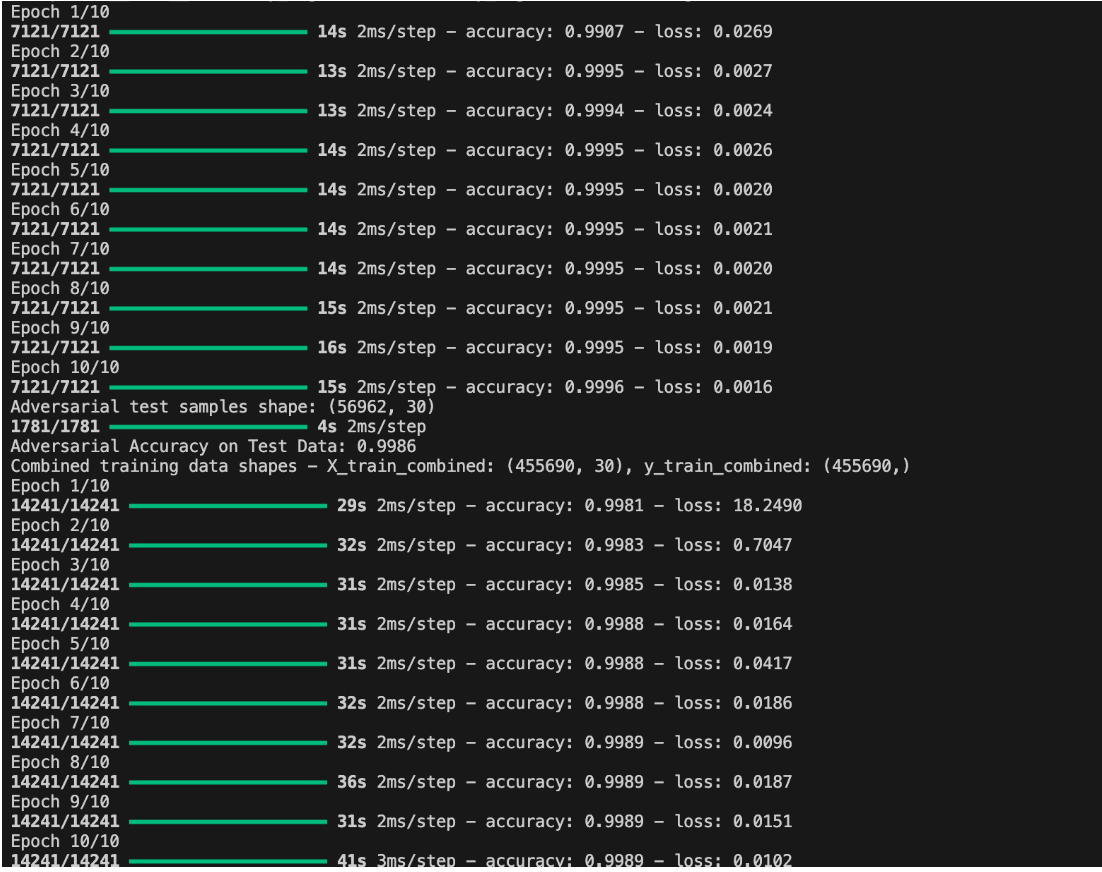 Epoch 1/10
7121/7121 14s 2ms/step - accuracy: 0.9907 - loss: 0.0269
Epoch 2/10
7121/7121 13s 2ms/step - accuracy: 0.9995 - loss: 0.0027
Epoch 3/10
7121/7121 13s 2ms/step - accuracy: 0.9994 - loss: 0.0024
Epoch 4/10
7121/7121 14s 2ms/step - accuracy: 0.9995 - loss: 0.0026
Epoch 5/10
7121/7121 14s 2ms/step - accuracy: 0.9995 - loss: 0.0020
Epoch 6/10
7121/7121 14s 2ms/step - accuracy: 0.9995 - loss: 0.0021
Epoch 7/10
7121/7121 14s 2ms/step - accuracy: 0.9995 - loss: 0.0020
Epoch 8/10
7121/7121 15s 2ms/step - accuracy: 0.9995 - loss: 0.0021
Epoch 9/10
7121/7121 16s 2ms/step - accuracy: 0.9995 - loss: 0.0019
Epoch 10/10
7121/7121 15s 2ms/step - accuracy: 0.9996 - loss: 0.0016
Adversarial test samples shape: (56962, 30)
1781/1781 4s 2ms/step
Adversarial Accuracy on Test Data: 0.9986
Combined training data shapes - X_train_combined: (455690, 30), y_train_combined: (455690,)
Epoch 1/10
14241/14241 29s 2ms/step - accuracy: 0.9981 - loss: 18.2490
Epoch 2/10
14241/14241 32s 2ms/step - accuracy: 0.9983 - loss: 0.7047
Epoch 3/10
14241/14241 31s 2ms/step - accuracy: 0.9985 - loss: 0.0138
Epoch 4/10
14241/14241 31s 2ms/step - accuracy: 0.9988 - loss: 0.0164
Epoch 5/10
14241/14241 31s 2ms/step - accuracy: 0.9988 - loss: 0.0417
Epoch 6/10
14241/14241 32s 2ms/step - accuracy: 0.9988 - loss: 0.0186
Epoch 7/10
14241/14241 32s 2ms/step - accuracy: 0.9989 - loss: 0.0096
Epoch 8/10
14241/14241 36s 2ms/step - accuracy: 0.9989 - loss: 0.0187
Epoch 9/10
14241/14241 31s 2ms/step - accuracy: 0.9989 - loss: 0.0151
Epoch 10/10
14241/14241 41s 3ms/step - accuracy: 0.9989 - loss: 0.0102